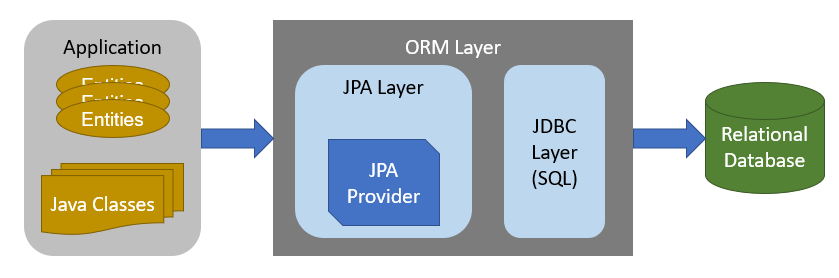 Application
Entities
Entities
Entities
Java Classes
ORM Layer
JPA Layer
JPA
Provider
JDBC
Layer
(SQL)
Relational
Database